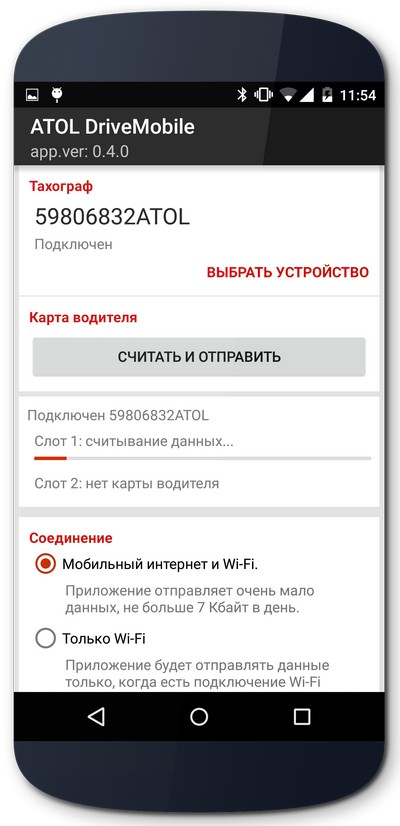 11:54
ATOL DriveMobile
app.ver: 0.4.0
Тахограф
59806832ATOL
Подключен
ВЫБРАТЬ УСТРОЙСТВО
Карта водителя
СЧИТАТЬ И ОТПРАВИТЬ
Подключен 59806832ATOL
Слот 1: считывание данных...
Слот 2: нет карты водителя
Соединение
Мобильный интернет и Wi-Fi.
Приложение отправляет очень мало
данных, не больше 7 Кбайт в день.
Только Wi-Fi
Приложение будет отправлять данные
только, когда есть подключение Wi-Fi